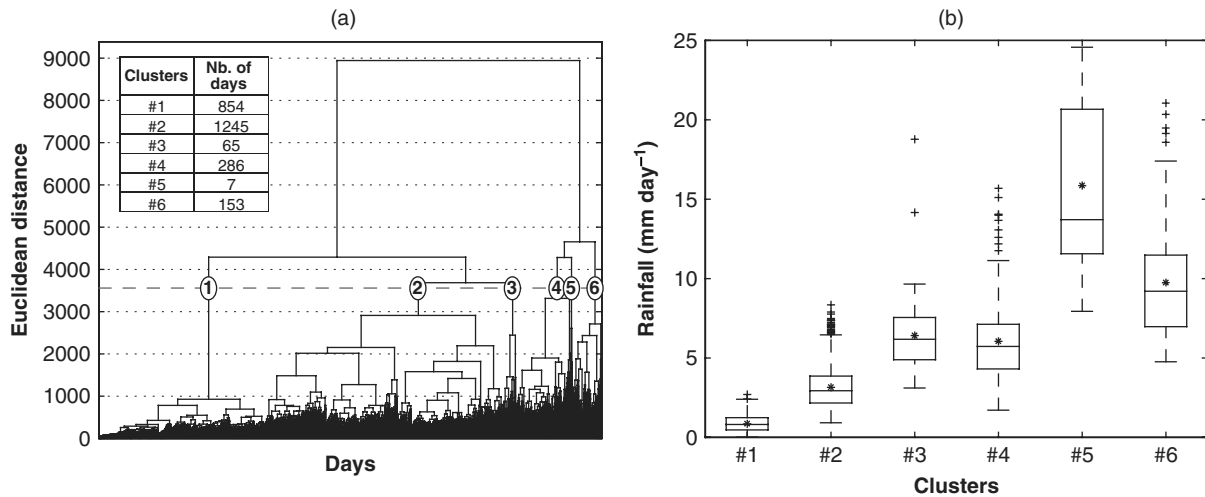 (a)
Euclidean distance
9000
8000
7000
6000
5000
4000
3000
2000
1000
0
Clusters Nb. of days
#1 854
#2 1245
#3 65
#4 286
#5 7
#6 153
1 2 3 4 5 6
Days
(b)
Rainfall (mm day⁻¹)
25
20
15
10
5
0
#1 #2 #3 #4 #5 #6
Clusters